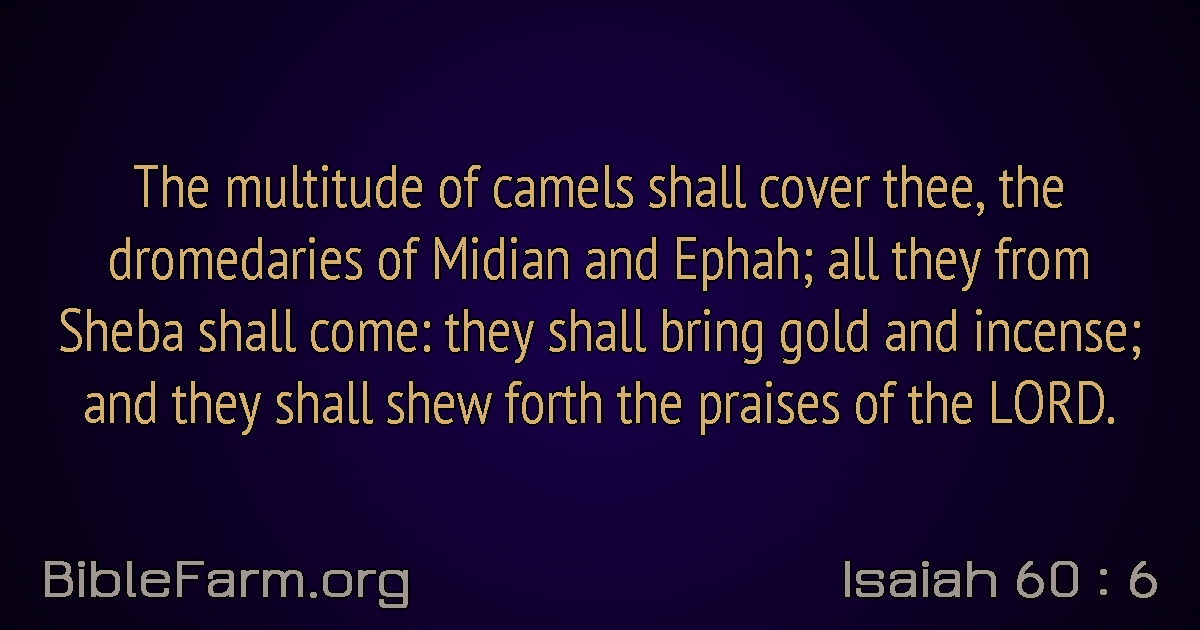 The multitude of camels shall cover thee, the
dromedaries of Midian and Ephah; all they from
Sheba shall come: they shall bring gold and incense;
and they shall shew forth the praises of the LORD.
BibleFarm.org
Isaiah 60 : 6